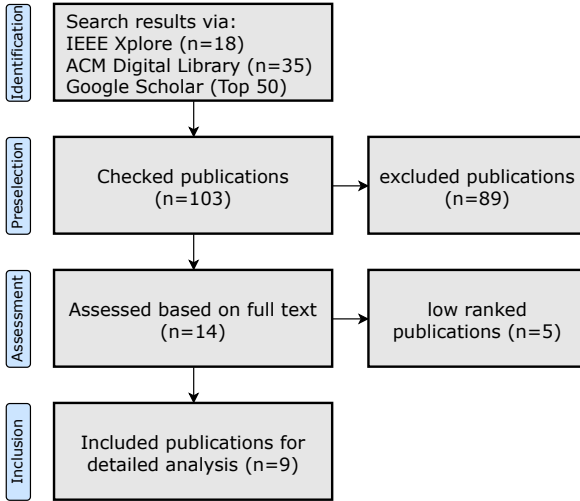 Identification
Search results via:
IEEE Xplore (n=18)
ACM Digital Library (n=35)
Google Scholar (Top 50)
Preselection
Checked publications
(n=103)
excluded publications
(n=89)
Assessment
Assessed based on full text
(n=14)
low ranked
publications (n=5)
Inclusion
Included publications for
detailed analysis (n=9)